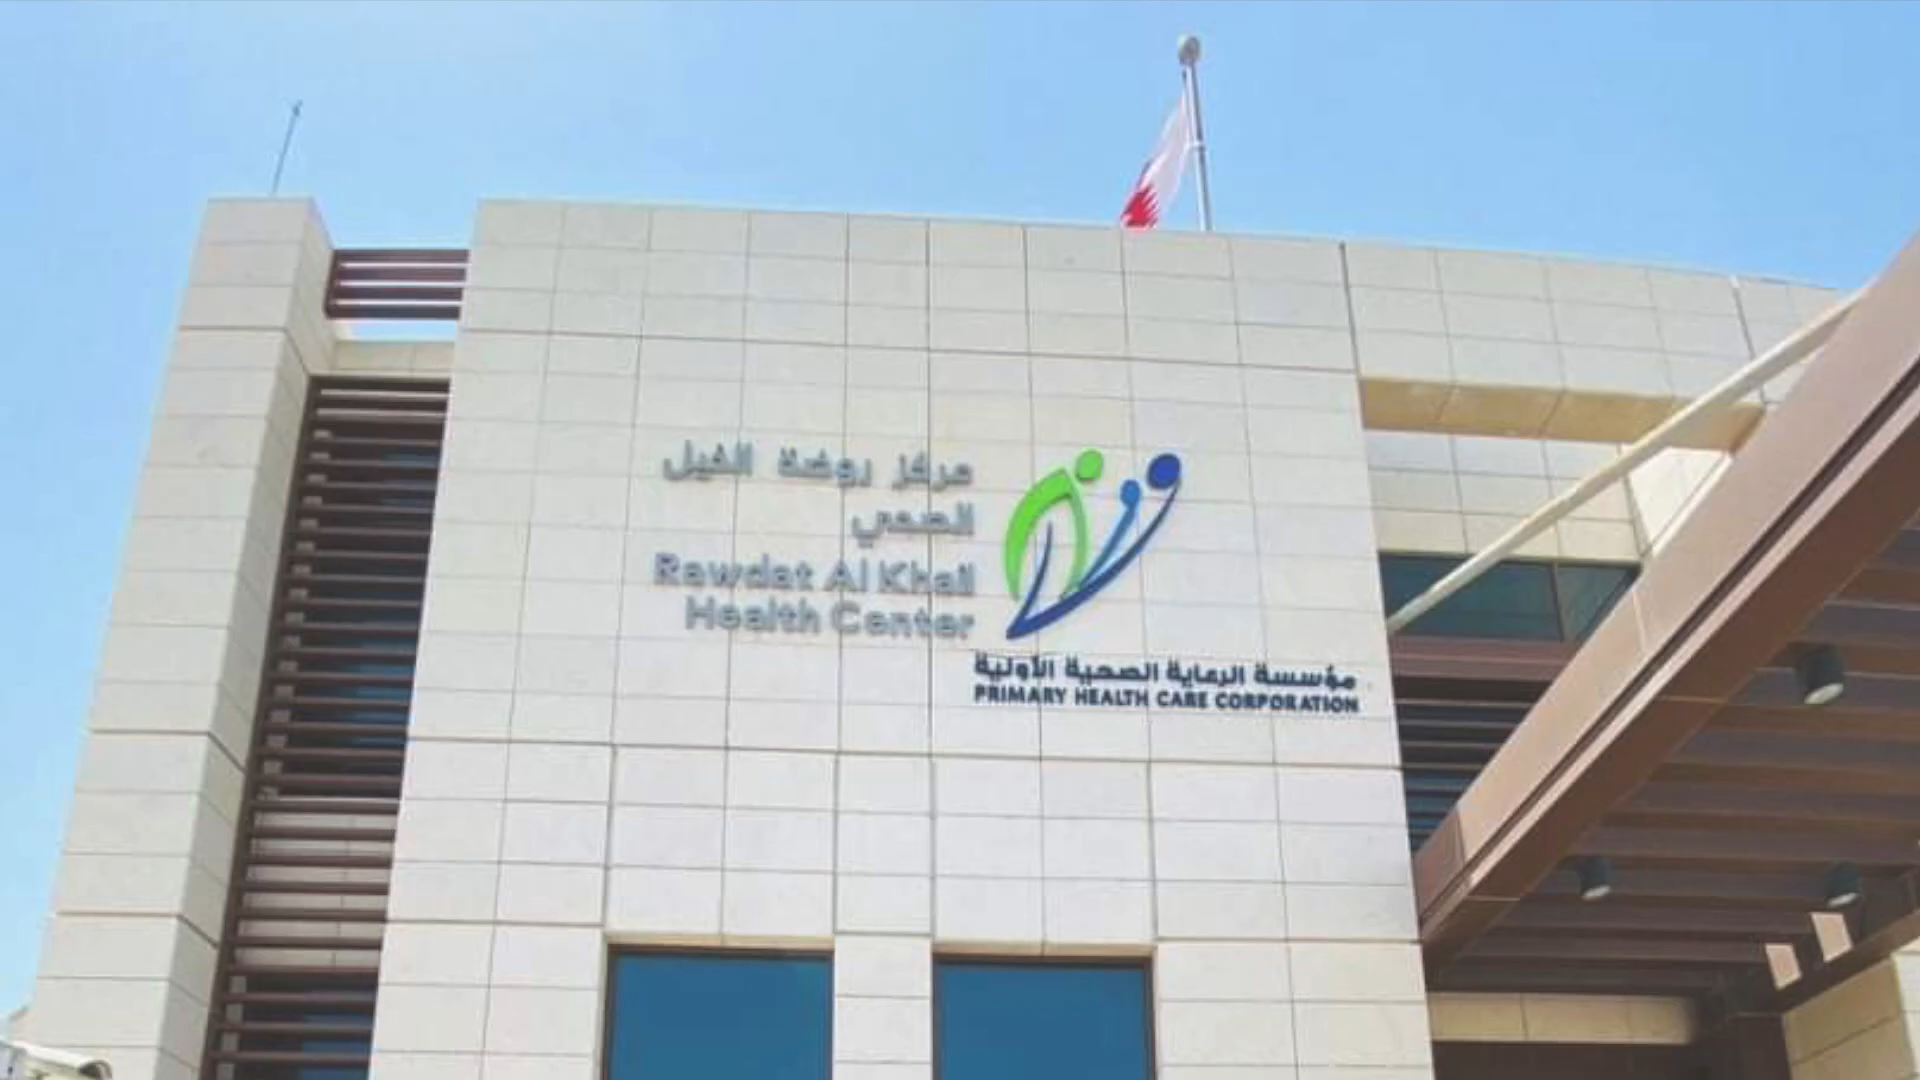 مركز روضة الخيل
الصحي
Rawdat Al Khail
Health Center
مؤسسة الرعاية الصحية الأولية
PRIMARY HEALTH CARE CORPORATION